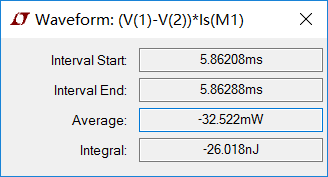 Waveform: (V(1)-V(2))*Is(M1)
Interval Start: 5.86208ms
Interval End: 5.86288ms
Average: -32.522mW
Integral: -26.018nJ